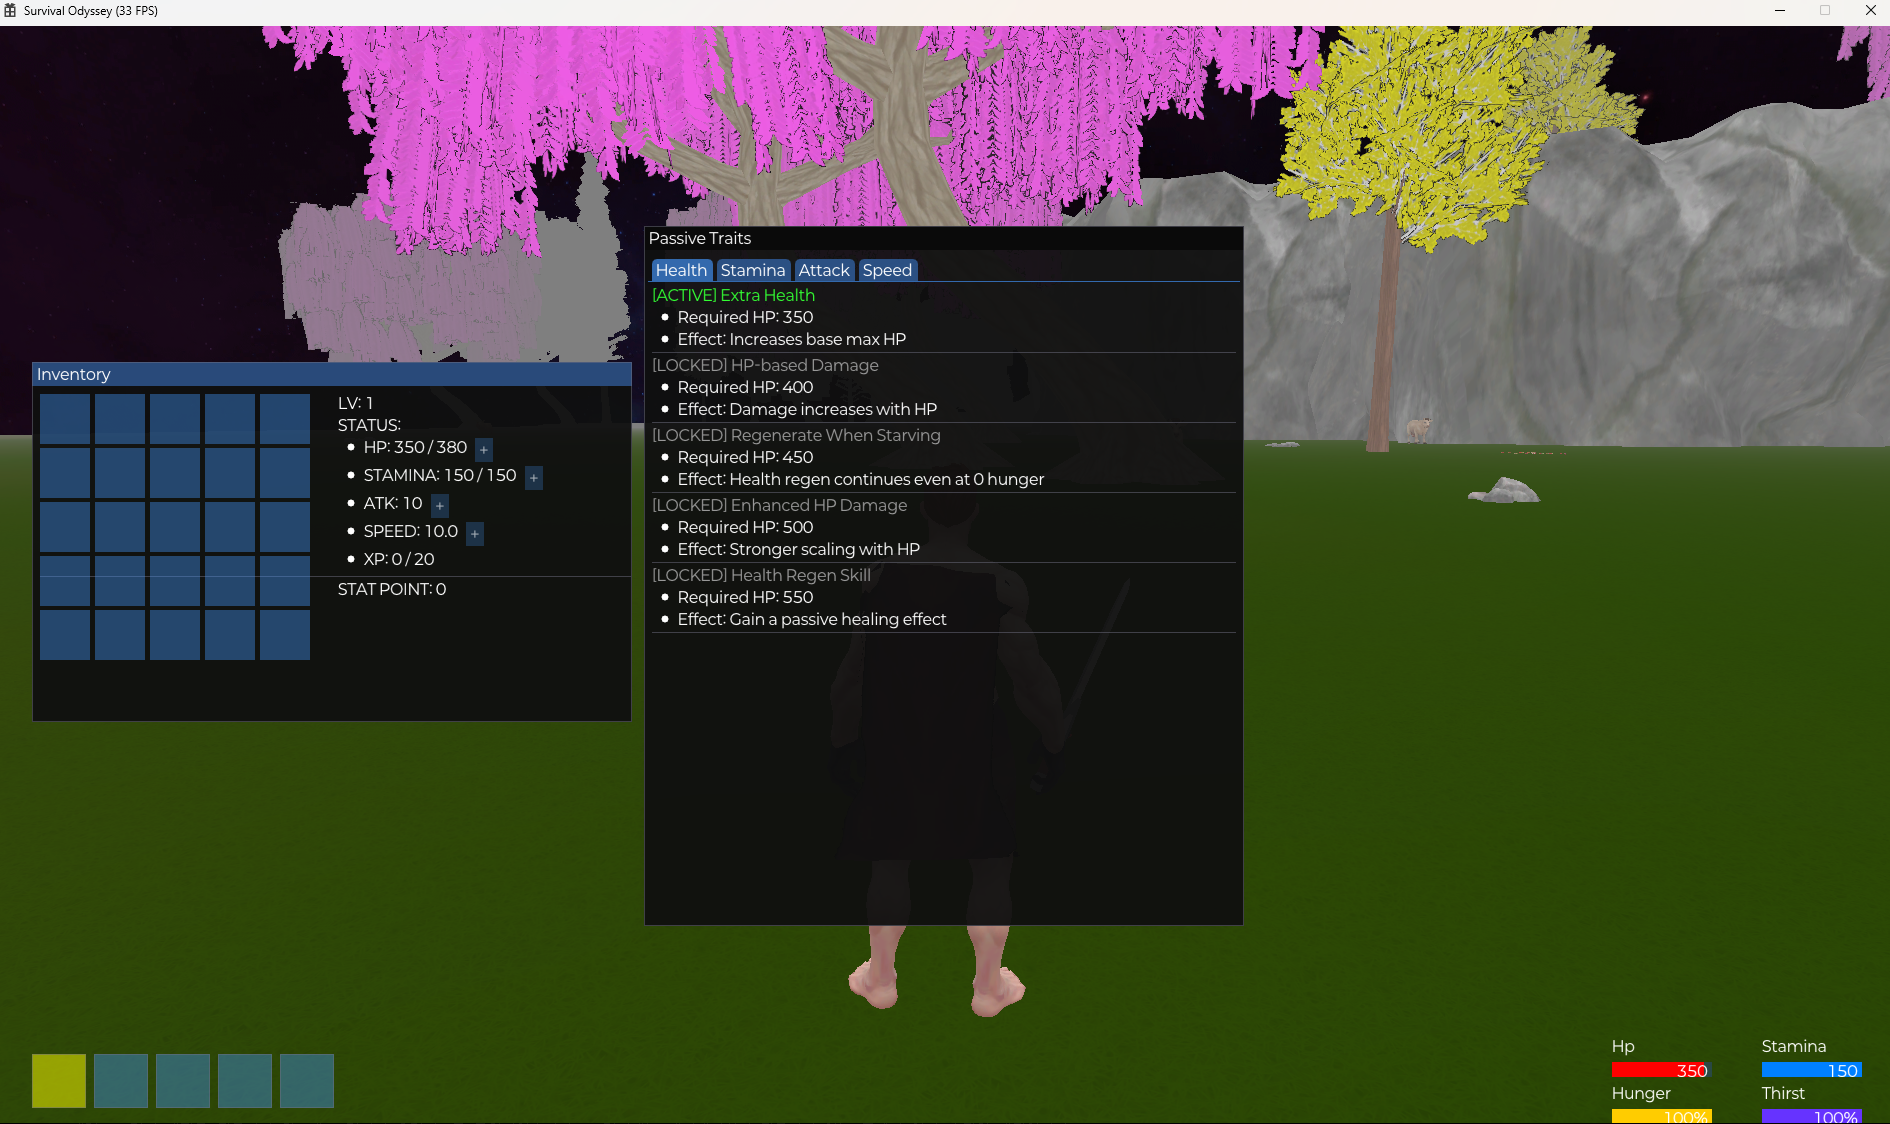 Survival Odyssey (33 FPS)
Passive Traits
Health Stamina Attack Speed
[ACTIVE] Extra Health
Required HP: 350
Effect: Increases base max HP
[LOCKED] HP-based Damage
Required HP: 400
Effect: Damage increases with HP
[LOCKED] Regenerate When Starving
Required HP: 450
Effect: Health regen continues even at 0 hunger
[LOCKED] Enhanced HP Damage
Required HP: 500
Effect: Stronger scaling with HP
[LOCKED] Health Regen Skill
Required HP: 550
Effect: Gain a passive healing effect
Inventory
LV: 1
STATUS:
HP: 350 / 380 +
STAMINA: 150 / 150 +
ATK: 10 +
SPEED: 10.0 +
XP: 0 / 20
STAT POINT: 0
Hp
350
Stamina
150
Hunger
100%
Thirst
100%